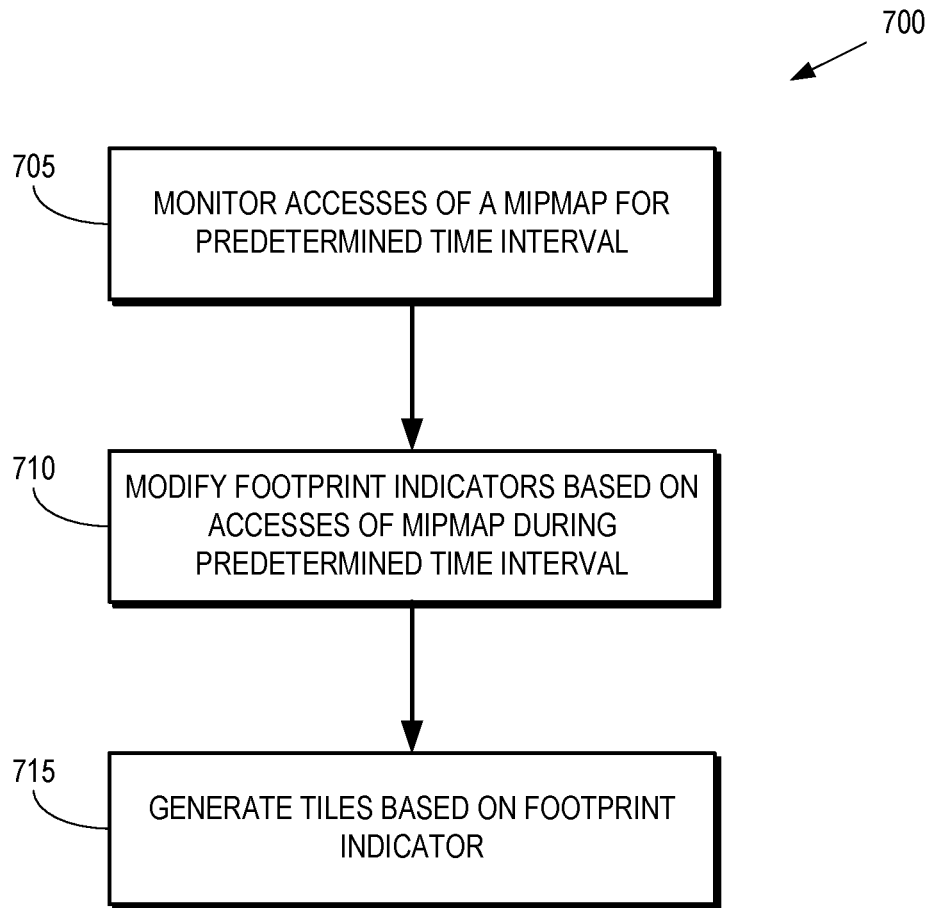 700
705
MONITOR ACCESSES OF A MIPMAP FOR
PREDETERMINED TIME INTERVAL
710
MODIFY FOOTPRINT INDICATORS BASED ON
ACCESSES OF MIPMAP DURING
PREDETERMINED TIME INTERVAL
715
GENERATE TILES BASED ON FOOTPRINT
INDICATOR